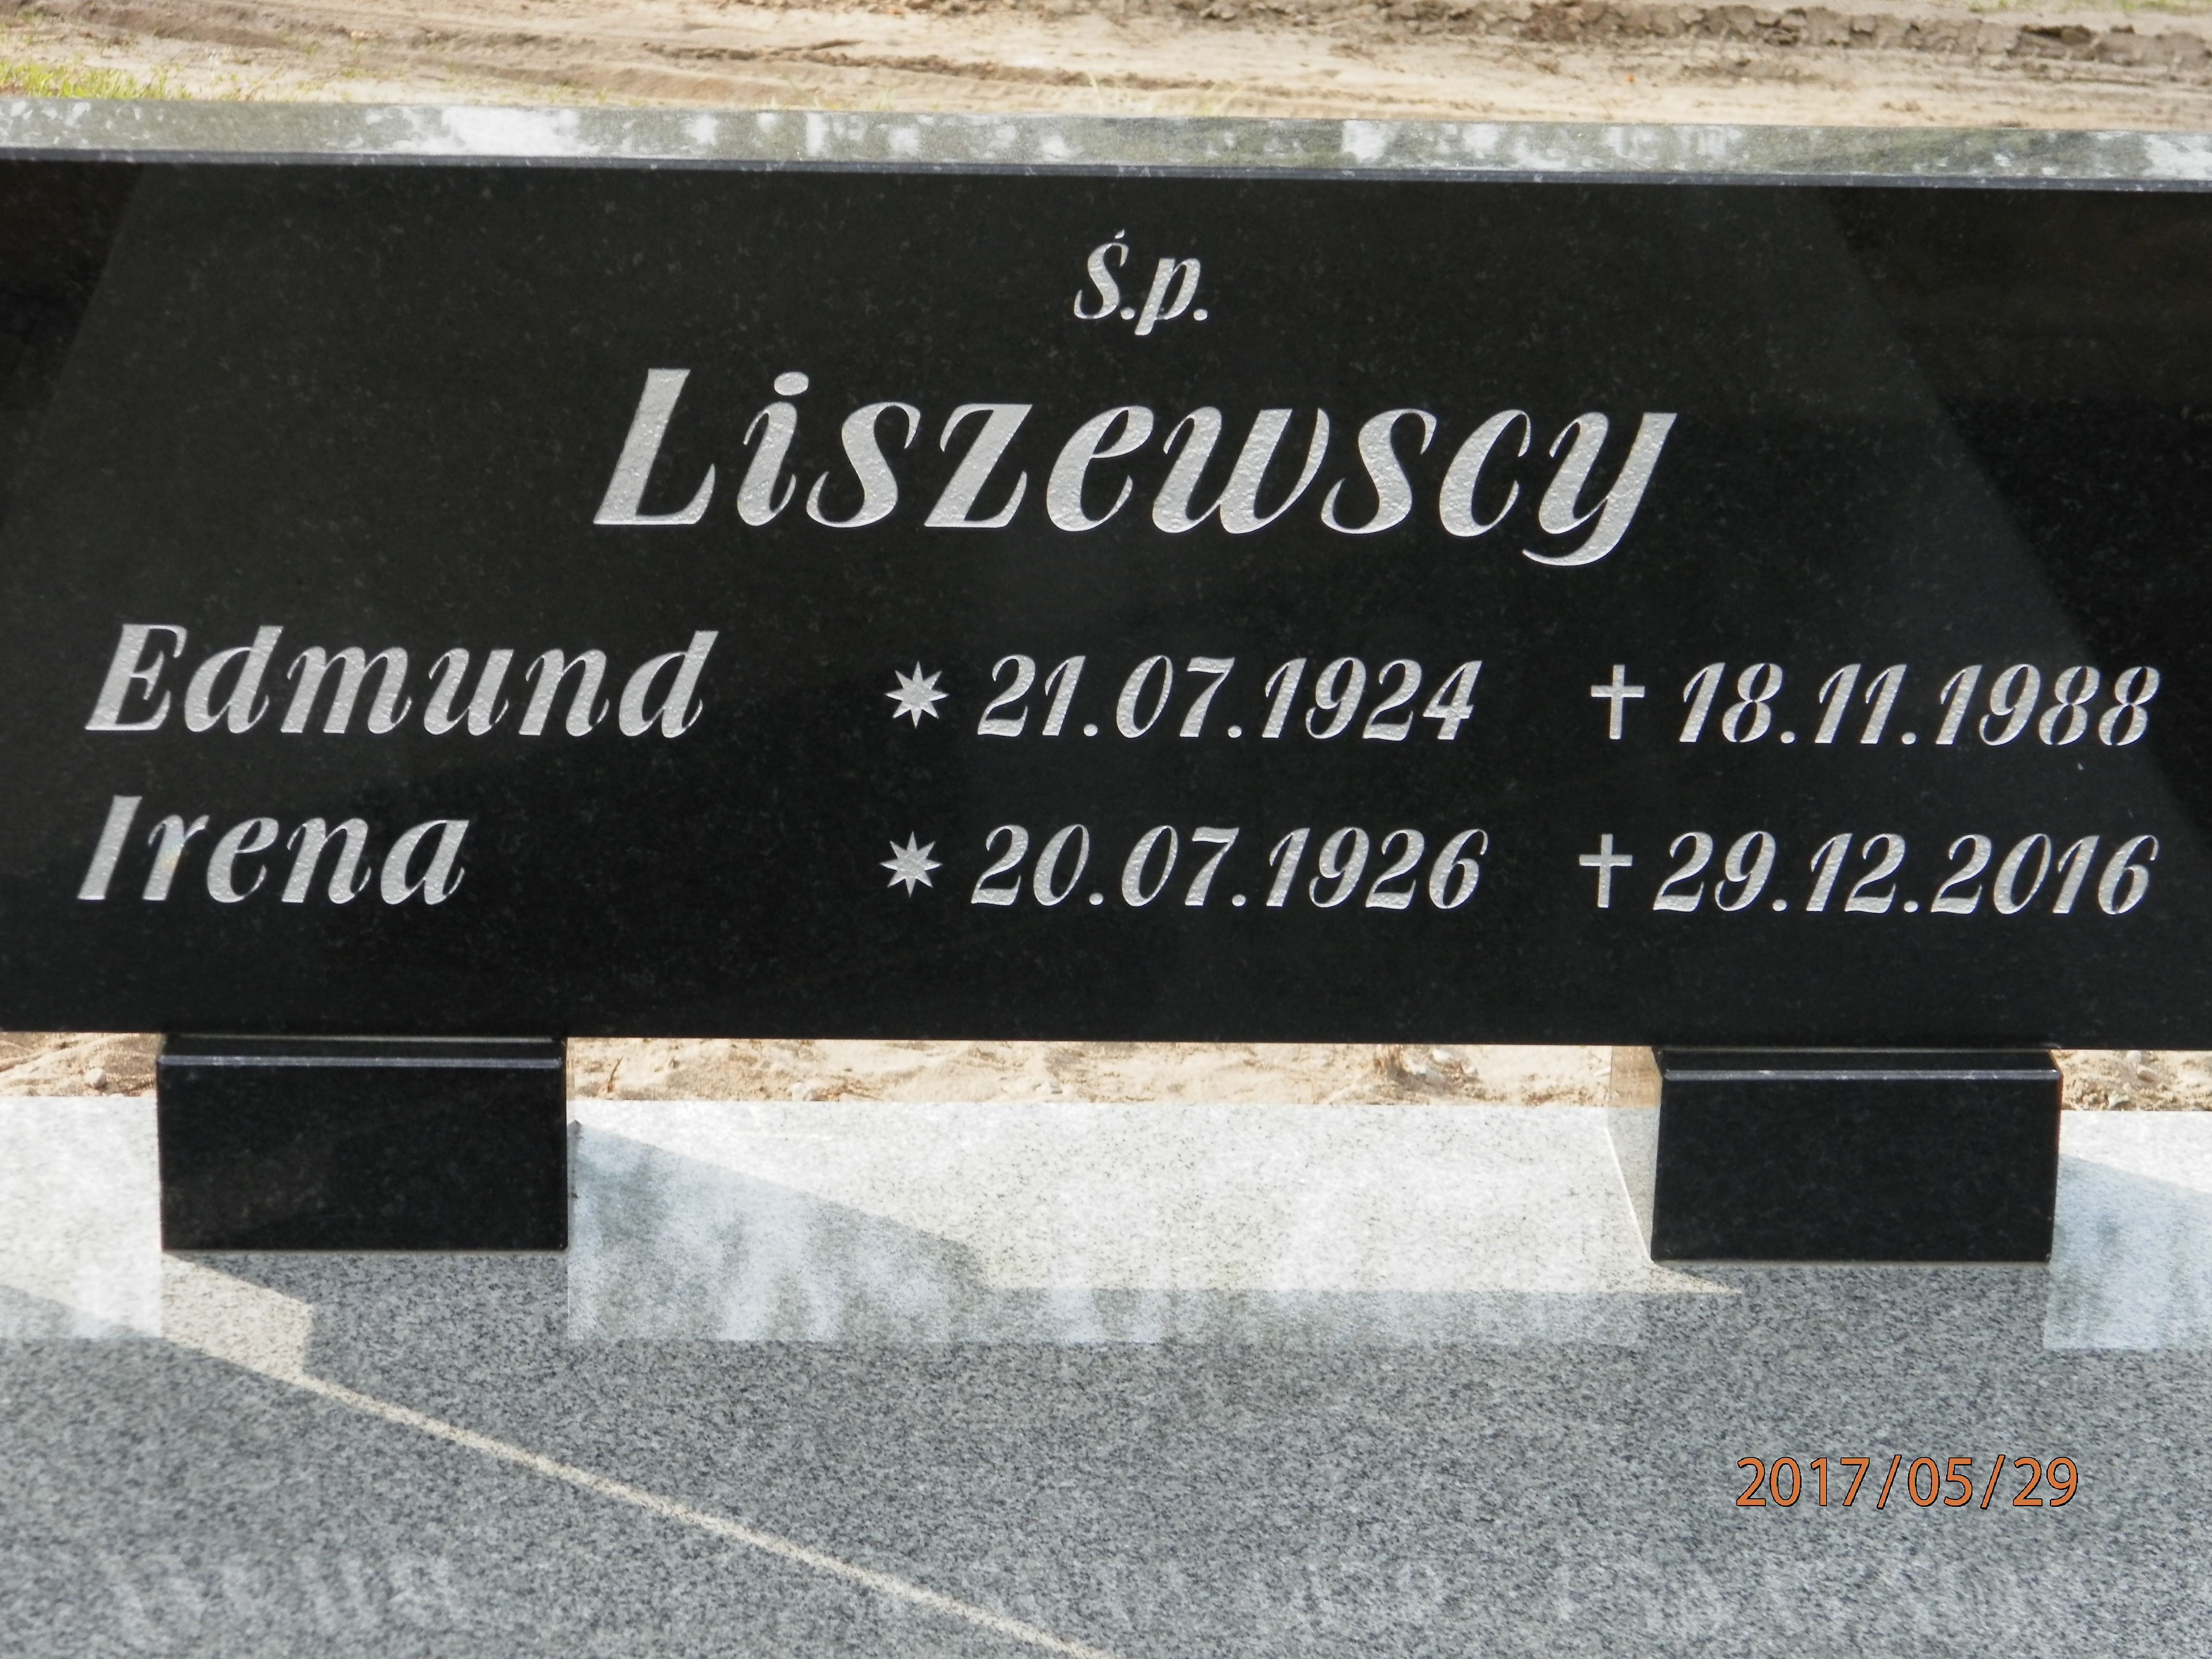 Ś.p.
Liszewscy
Edmund ✷ 21.07.1924 ✝ 18.11.1988
Irena ✷ 20.07.1926 ✝ 29.12.2016
2017/05/29